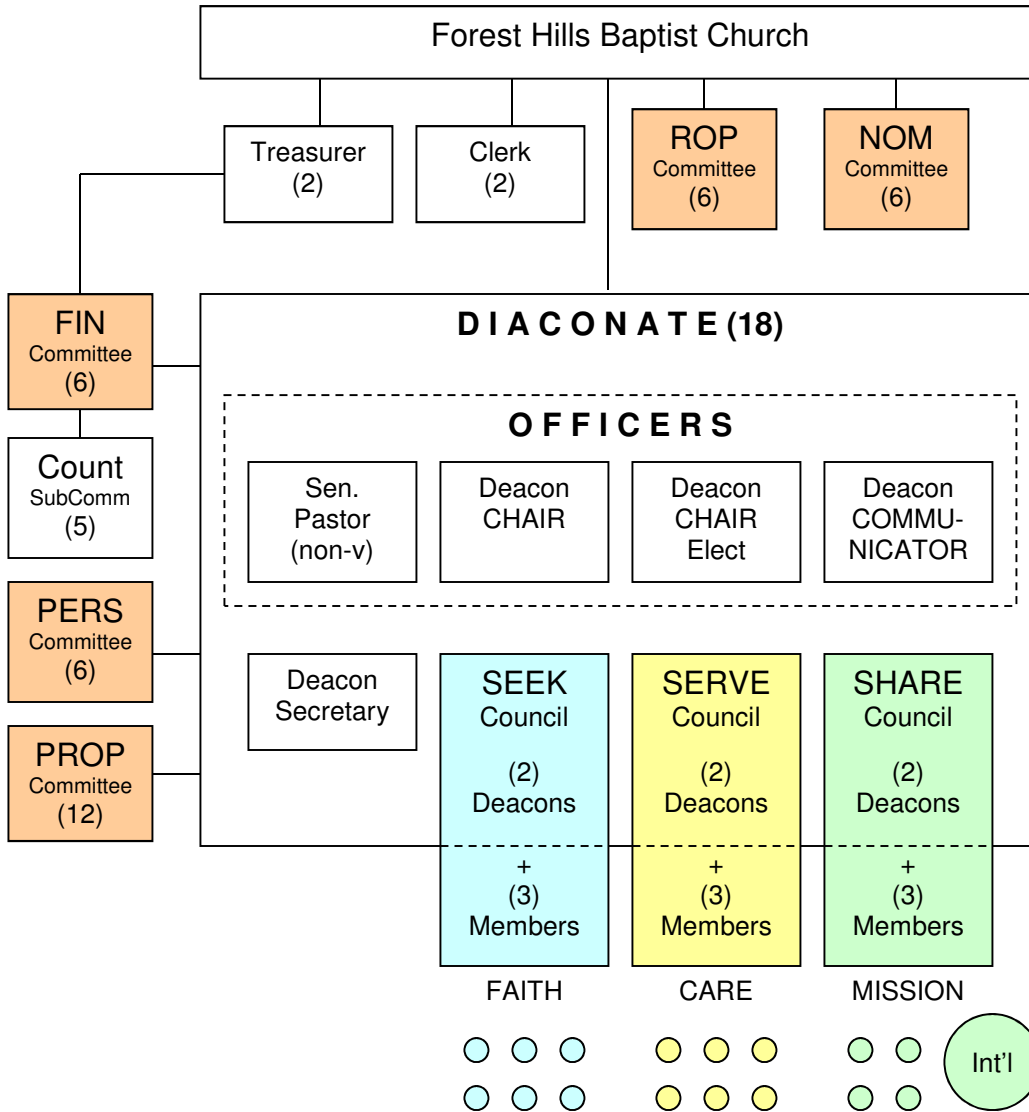 Forest Hills Baptist Church
Treasurer
(2)
Clerk
(2)
ROP
Committee
(6)
NOM
Committee
(6)
FIN
Committee
(6)
Count
SubComm
(5)
PERS
Committee
(6)
PROP
Committee
(12)
D I A C O N A T E (18)
O F F I C E R S
Sen.
Pastor
(non-v)
Deacon
CHAIR
Deacon
CHAIR
Elect
Deacon
COMMU-
NICATOR
Deacon
Secretary
SEEK
Council
(2)
Deacons
+
(3)
Members
SERVE
Council
(2)
Deacons
+
(3)
Members
SHARE
Council
(2)
Deacons
+
(3)
Members
FAITH
CARE
MISSION
Int'l